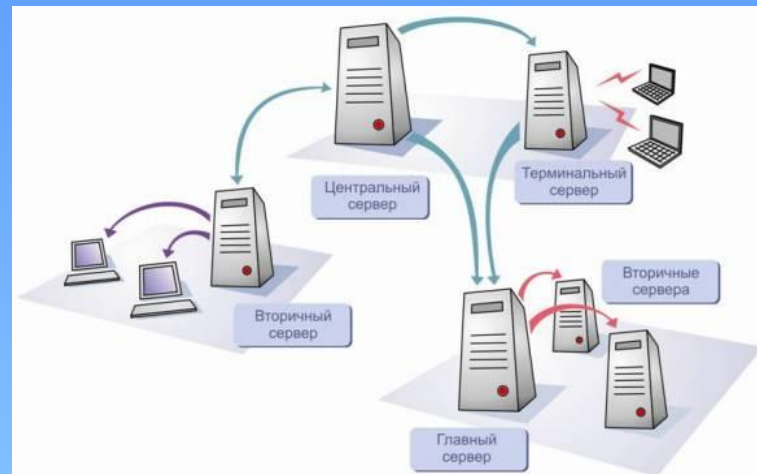 Центральный
сервер
Терминальный
сервер
Вторичный
сервер
Вторичные
сервера
Главный
сервер